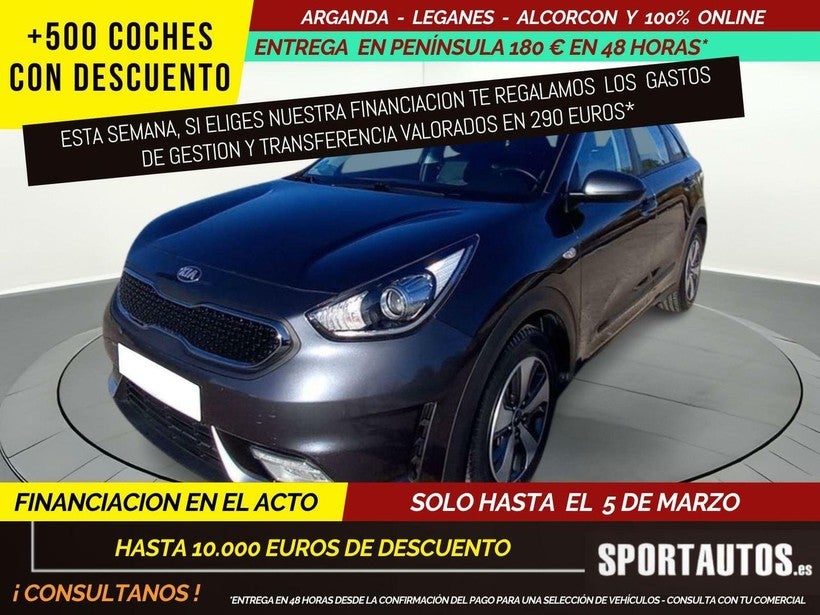 +500 COCHES
CON DESCUENTO
ARGANDA - LEGANES - ALCORCON Y 100% ONLINE
ENTREGA EN PENÍNSULA 180 € EN 48 HORAS*
ESTA SEMANA, SI ELIGES NUESTRA FINANCIACION TE REGALAMOS LOS GASTOS
DE GESTION Y TRANSFERENCIA VALORADOS EN 290 EUROS*
KIA
FINANCIACION EN EL ACTO
SOLO HASTA EL 5 DE MARZO
HASTA 10.000 EUROS DE DESCUENTO
SPORTAUTOS.es
¡ CONSULTANOS !
*ENTREGA EN 48 HORAS DESDE LA CONFIRMACIÓN DEL PAGO PARA UNA SELECCIÓN DE VEHÍCULOS - CONSULTA CON TU COMERCIAL